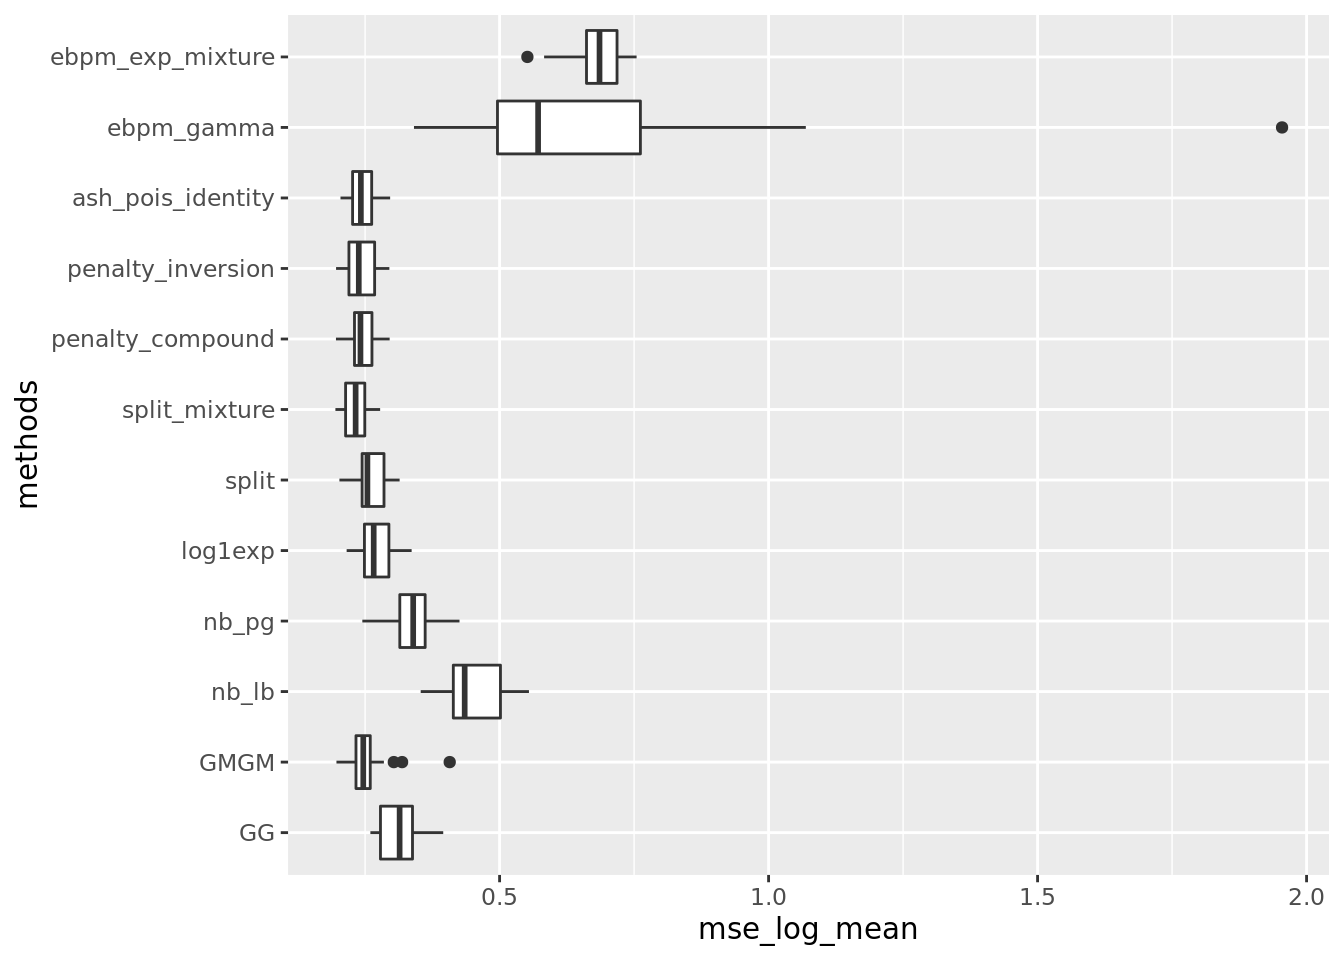 ebpm_exp_mixture
ebpm_gamma
ash_pois_identity
penalty_inversion
penalty_compound
split_mixture
split
log1exp
nb_pg
nb_lb
GMGM
GG
methods
0.5 1.0 1.5 2.0
mse_log_mean